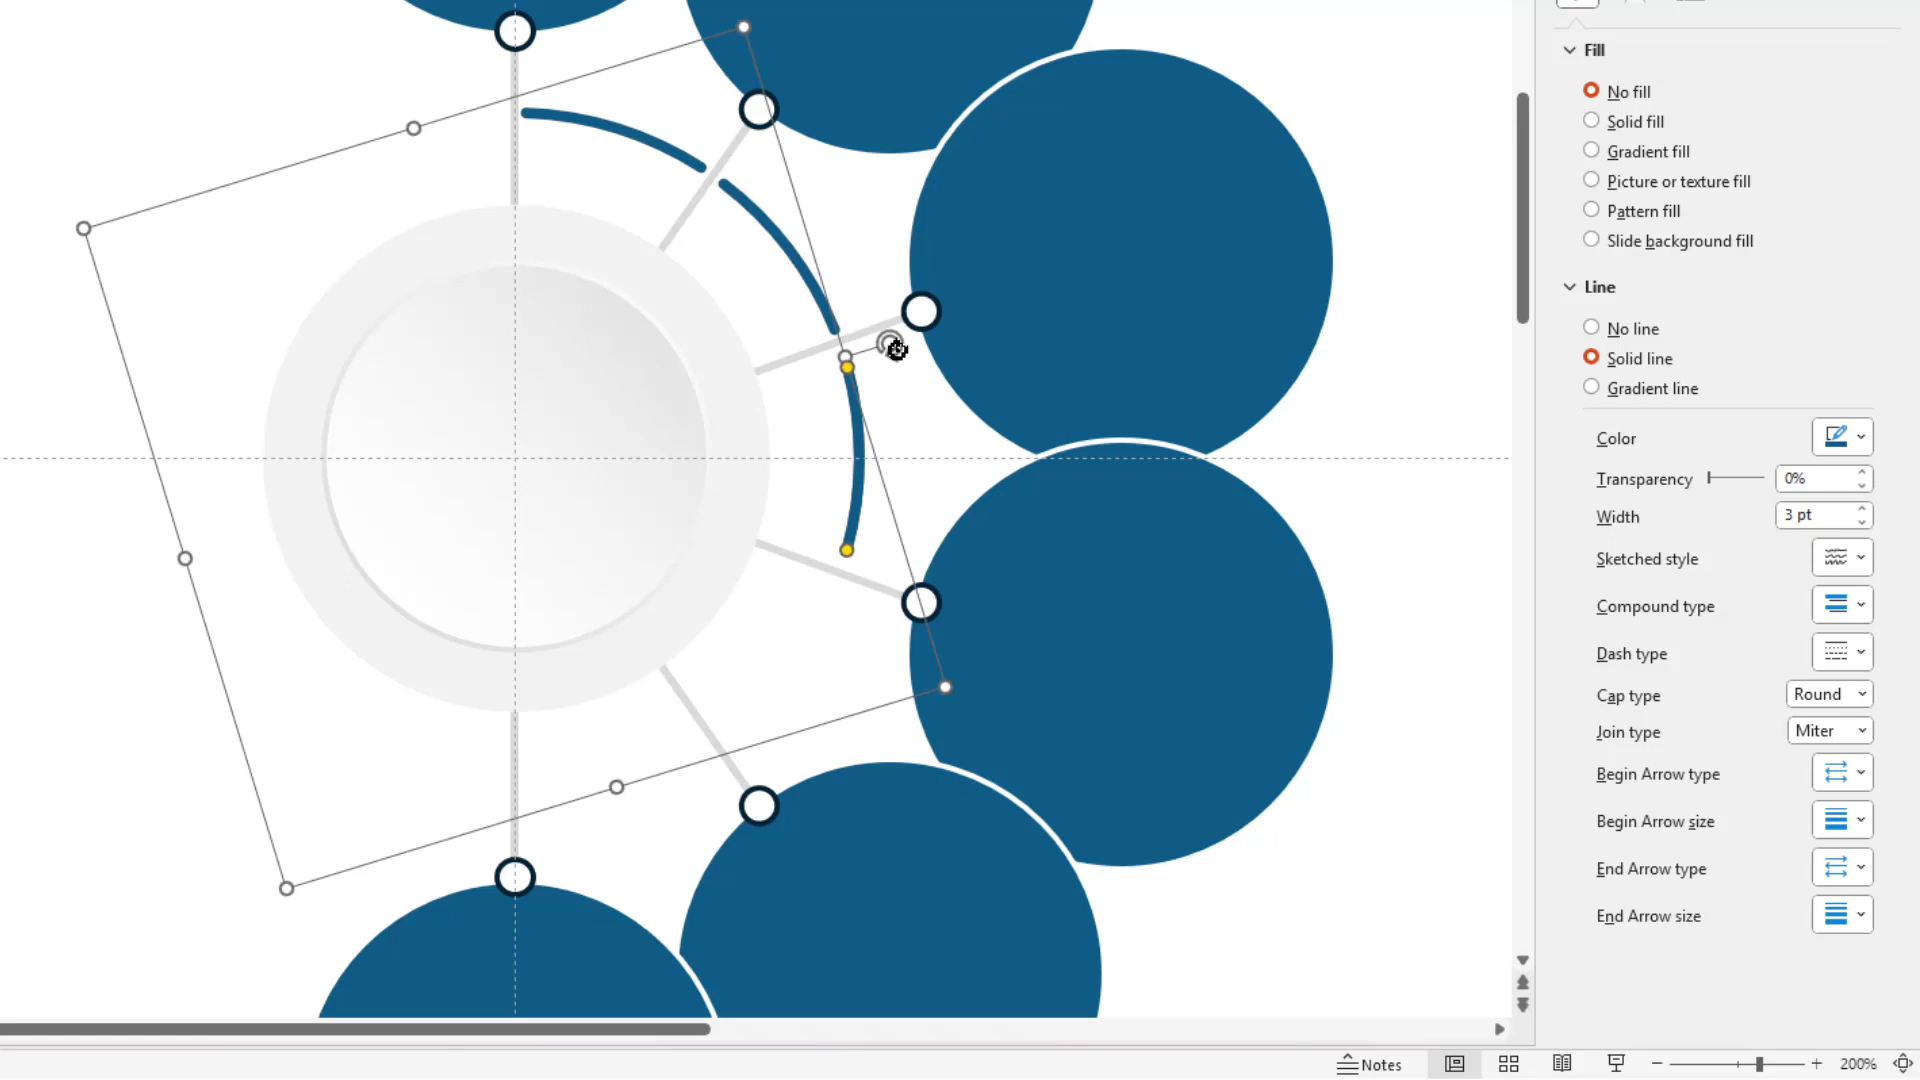 Fill
No fill
Solid fill
Gradient fill
Picture or texture fill
Pattern fill
Slide background fill
Line
No line
Solid line
Gradient line
Color
Transparency 0%
Width 3 pt
Sketched style
Compound type
Dash type
Cap type Round
Join type Miter
Begin Arrow type
Begin Arrow size
End Arrow type
End Arrow size
Notes 200%